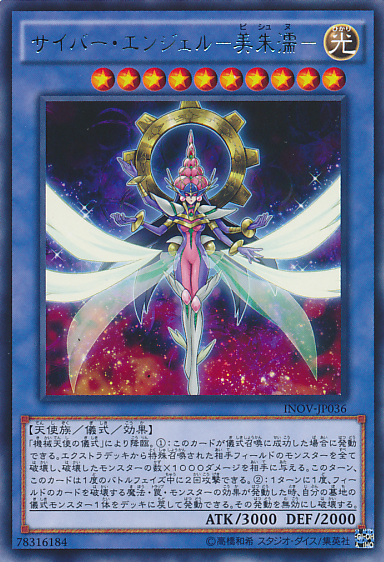 サイバー・エンジェル－美朱濡－
ビシュヌ
光
ひかり
INOV-JP036
【天使族／儀式／効果】
「機械天使の儀式」により降臨。①：このカードが儀式召喚に成功した場合に発動
できる。エクストラデッキから特殊召喚された相手フィールドのモンスターを全て
破壊し、破壊したモンスターの数×1000ダメージを相手に与える。このターン、
このカードは1度のバトルフェイズ中に2回攻撃できる。②：1ターンに1度、フィ
ールドのカードを破壊する魔法・罠・モンスターの効果が発動した時、自分の墓地の
儀式モンスター1体をデッキに戻して発動できる。その発動を無効にし破壊する。
ATK/3000 DEF/2000
78316184
©高橋和希 スタジオ・ダイス/集英社